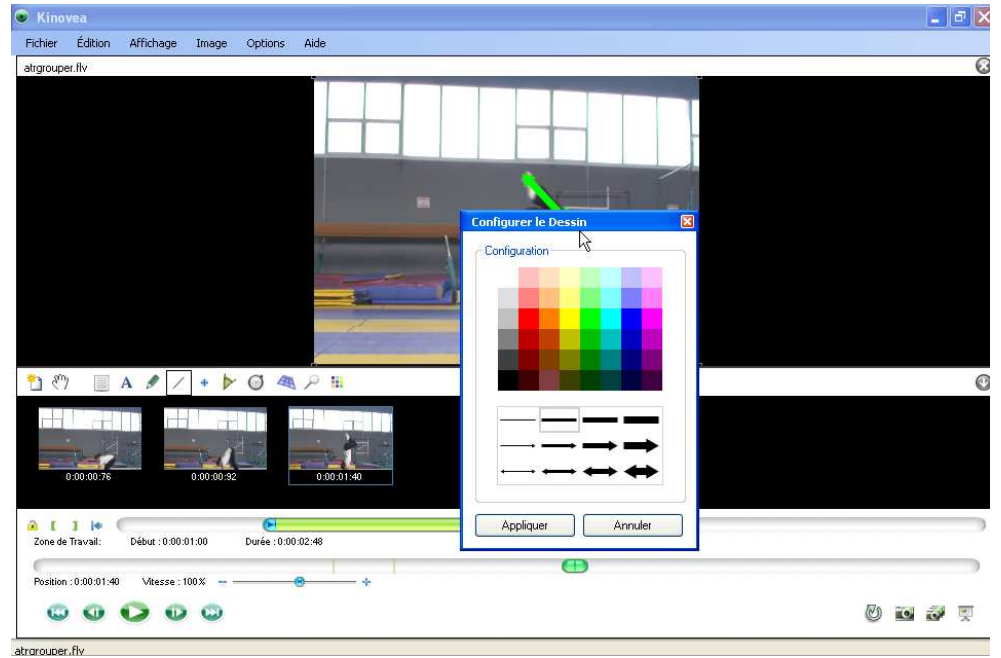 Kinovea
Fichier Édition Affichage Image Options Aide
atrgrouper.flv
Configurer le Dessin
Configuration
A
0:00:00:76 0:00:00:92 0:00:01:40
Appliquer Annuler
Zone de Travail: Début : 0:00:01:00 Durée : 0:00:02:48
Position : 0:00:01:40 Vitesse : 100%
atrgrouper.flv